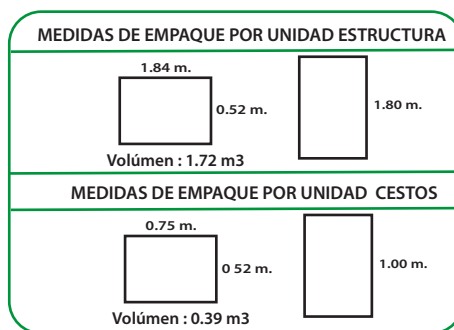 MEDIDAS DE EMPAQUE POR UNIDAD ESTRUCTURA
1.84 m.
0.52 m.
1.80 m.
Volúmen : 1.72 m3
MEDIDAS DE EMPAQUE POR UNIDAD CESTOS
0.75 m.
0 52 m.
1.00 m.
Volúmen : 0.39 m3